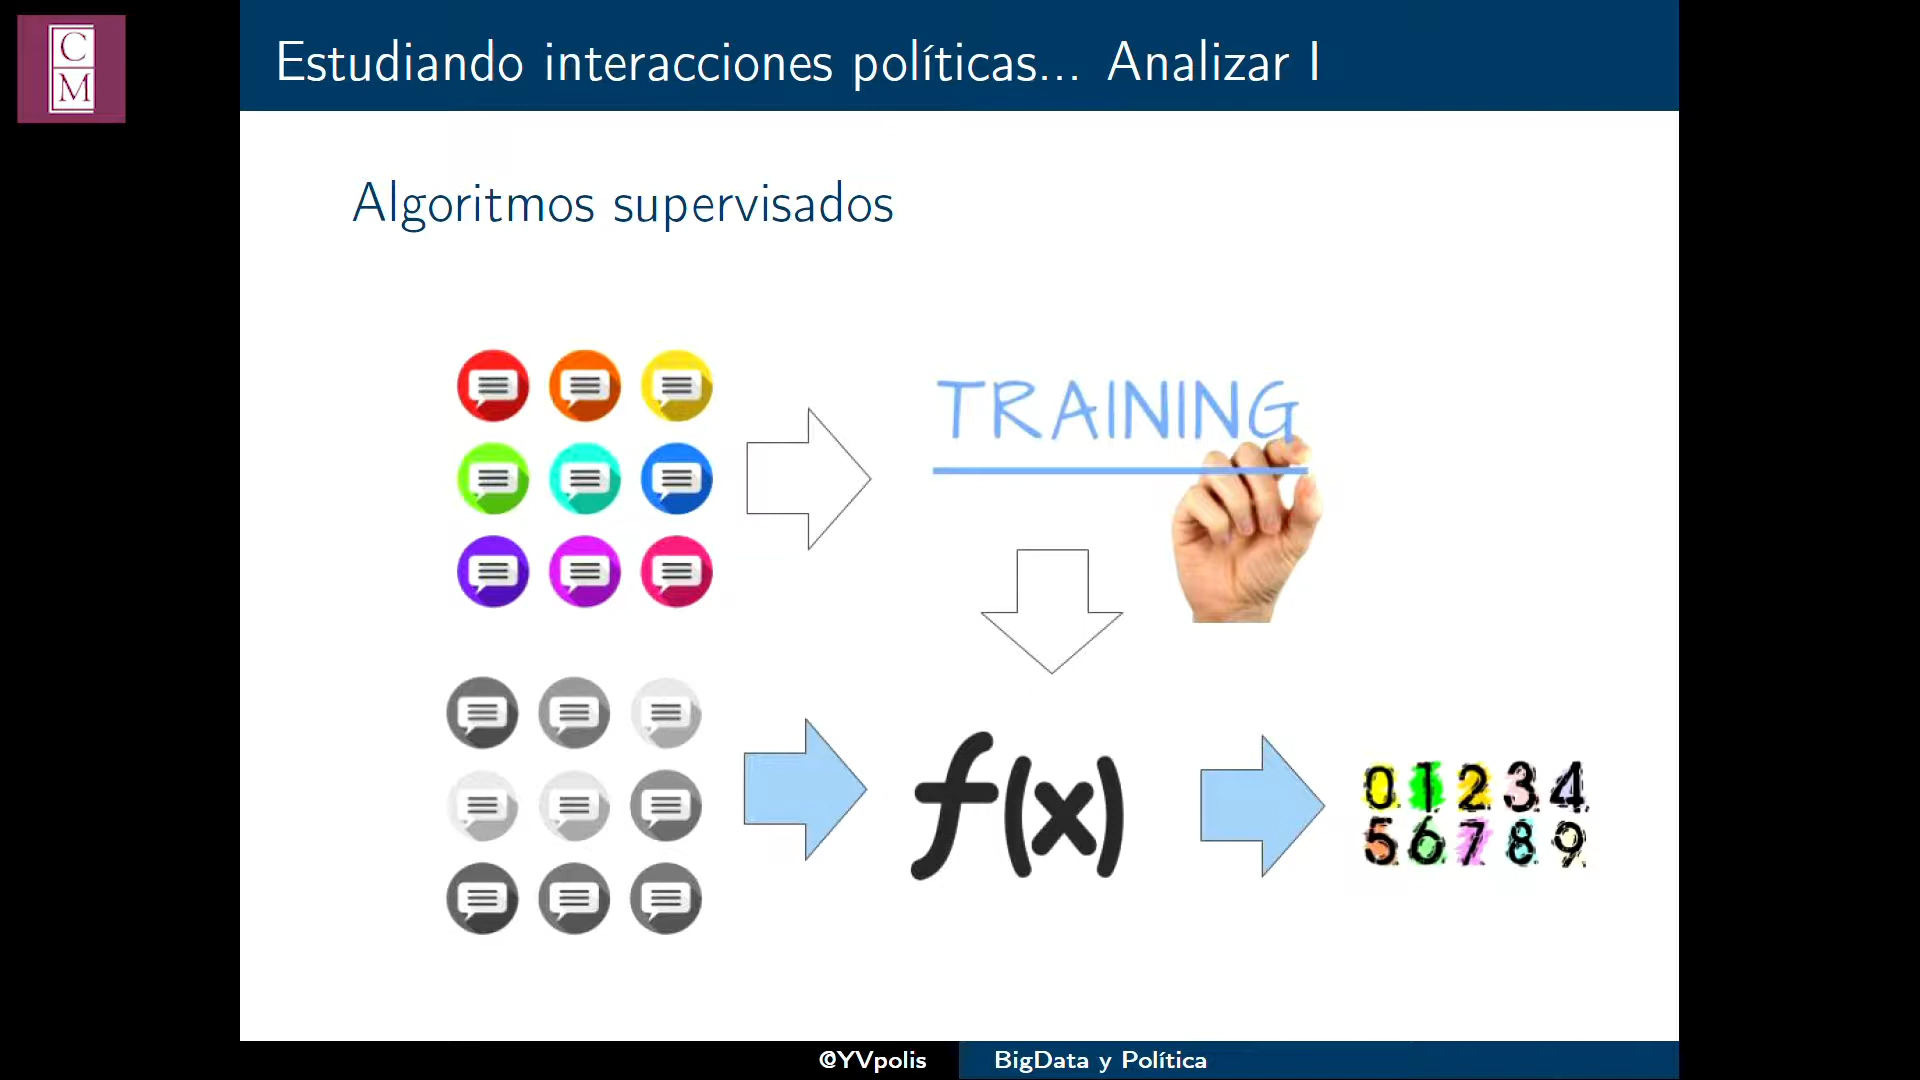 C
M
Estudiando interacciones políticas... Analizar I
Algoritmos supervisados
TRAINING
f(x)
0 1 2 3 4
5 6 7 8 9
@YVpolis
BigData y Política